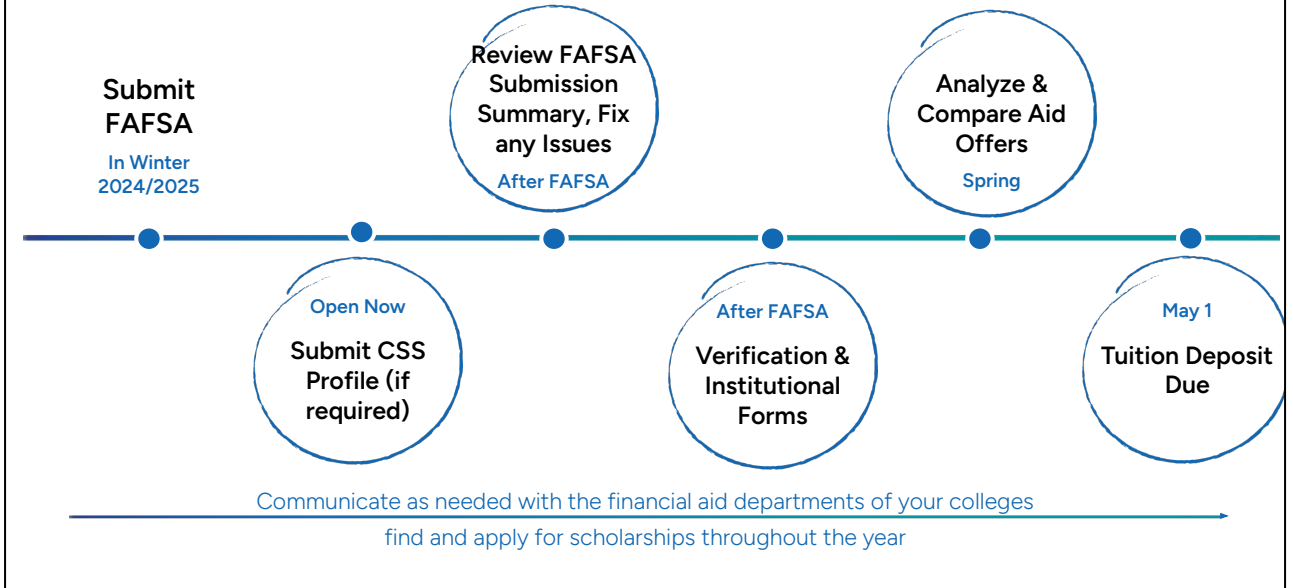 Submit
FAFSA
In Winter
2024/2025
Open Now
Submit CSS
Profile (if
required)
Review FAFSA
Submission
Summary, Fix
any Issues
After FAFSA
After FAFSA
Verification &
Institutional
Forms
Analyze &
Compare Aid
Offers
Spring
May 1
Tuition Deposit
Due
Communicate as needed with the financial aid departments of your colleges
find and apply for scholarships throughout the year